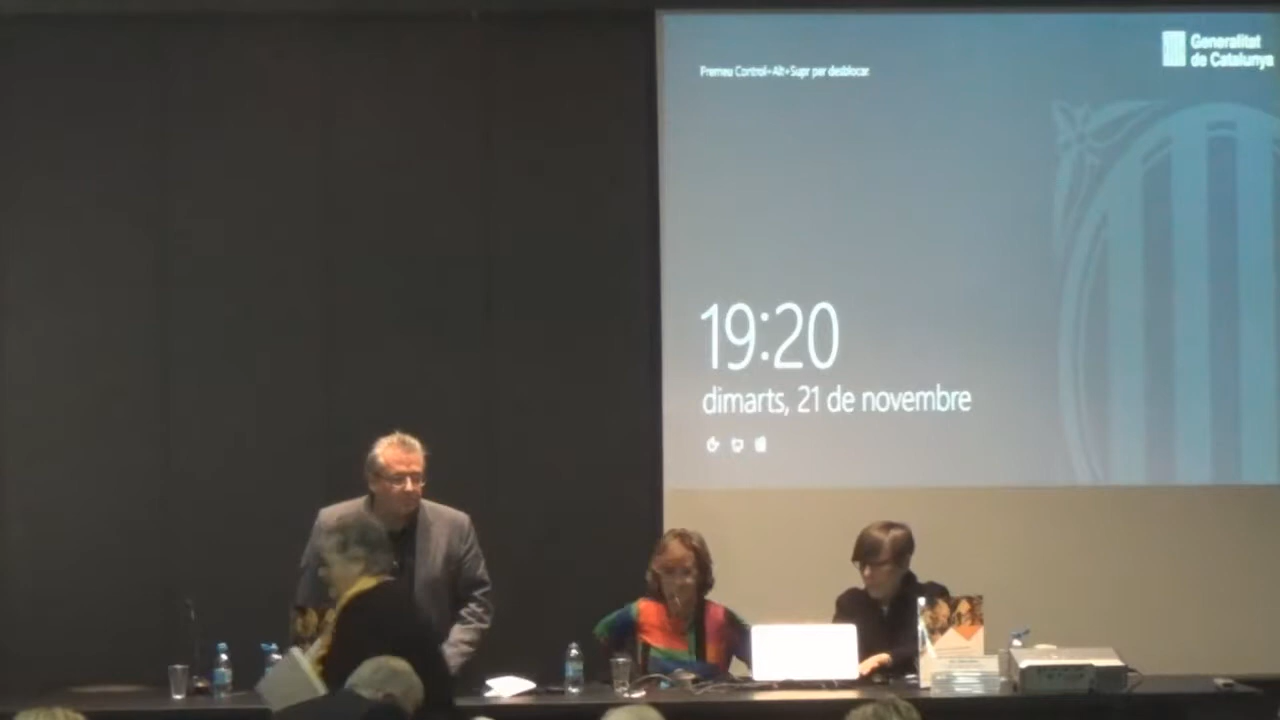 Premeu Control+Alt+Supr per desblocar.
Generalitat
de Catalunya
19:20
dimarts, 21 de novembre